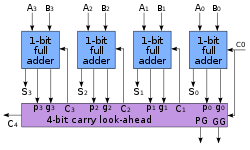 A3 B3 A2 B2 A1 B1 A0 B0
1-bit full adder 1-bit full adder 1-bit full adder 1-bit full adder
C0
S3 S2 S1 S0
p3 g3 C3 p2 g2 C2 p1 g1 C1 p0 g0
4-bit carry look-ahead PG GG
C4